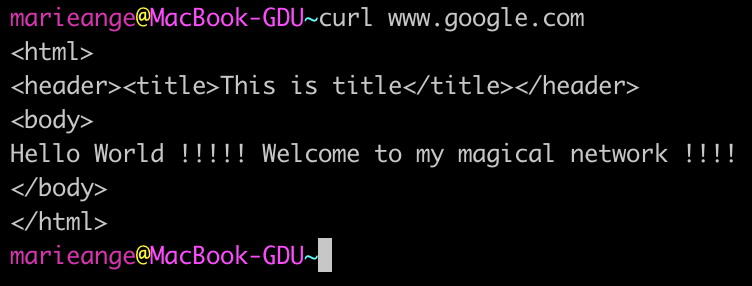 marieange@MacBook-GDU~curl www.google.com
<html>
<header><title>This is title</title></header>
<body>
Hello World !!!!! Welcome to my magical network !!!!
</body>
</html>
marieange@MacBook-GDU~